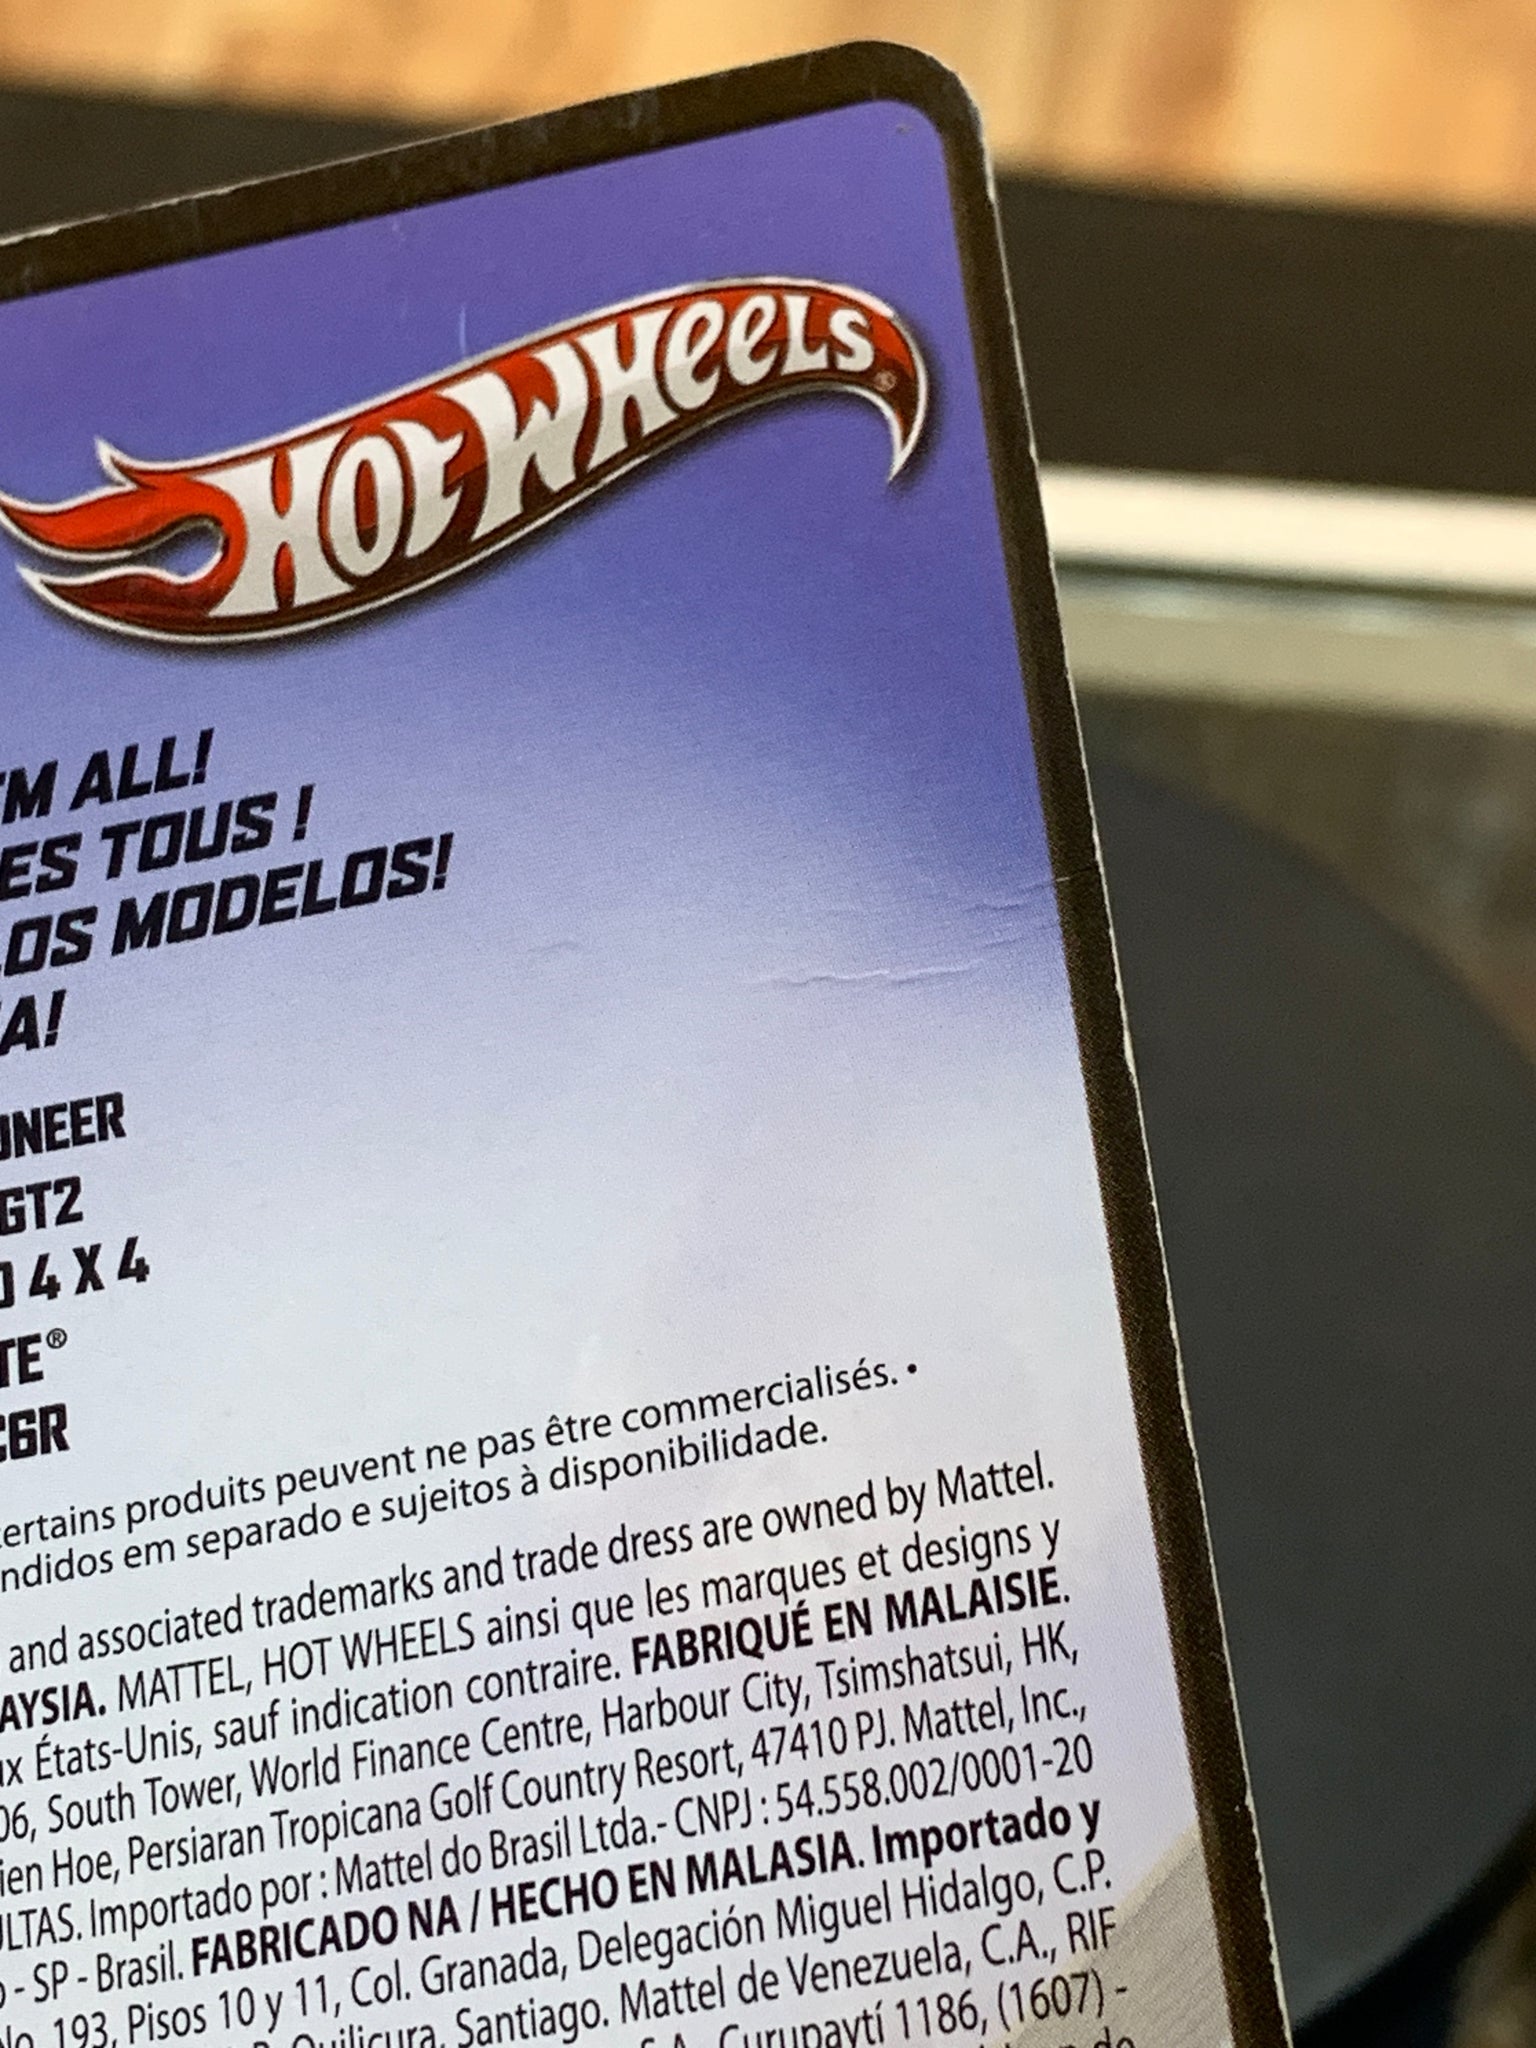 HOT WHEELS®
'EM ALL!
ES TOUS !
LOS MODELOS!
A!
ONEER
GT2
4 X 4
TE®
C6R
certains produits peuvent ne pas être commercialisés. •
ndidos em separado e sujeitos à disponibilidade.
and associated trademarks and trade dress are owned by Mattel.
AYSIA. MATTEL, HOT WHEELS ainsi que les marques et designs y
ux États-Unis, sauf indication contraire. FABRIQUÉ EN MALAISIE.
06, South Tower, World Finance Centre, Harbour City, Tsimshatsui, HK,
ien Hoe, Persiaran Tropicana Golf Country Resort, 47410 PJ. Mattel, Inc.,
ULTAS. Importado por : Mattel do Brasil Ltda.- CNPJ : 54.558.002/0001-20
o - SP - Brasil. FABRICADO NA / HECHO EN MALASIA. Importado y
No. 193, Pisos 10 y 11, Col. Granada, Delegación Miguel Hidalgo, C.P.
Quilicura, Santiago. Mattel de Venezuela, C.A., RIF
S.A., Curupaytí 1186, (1607) -
de